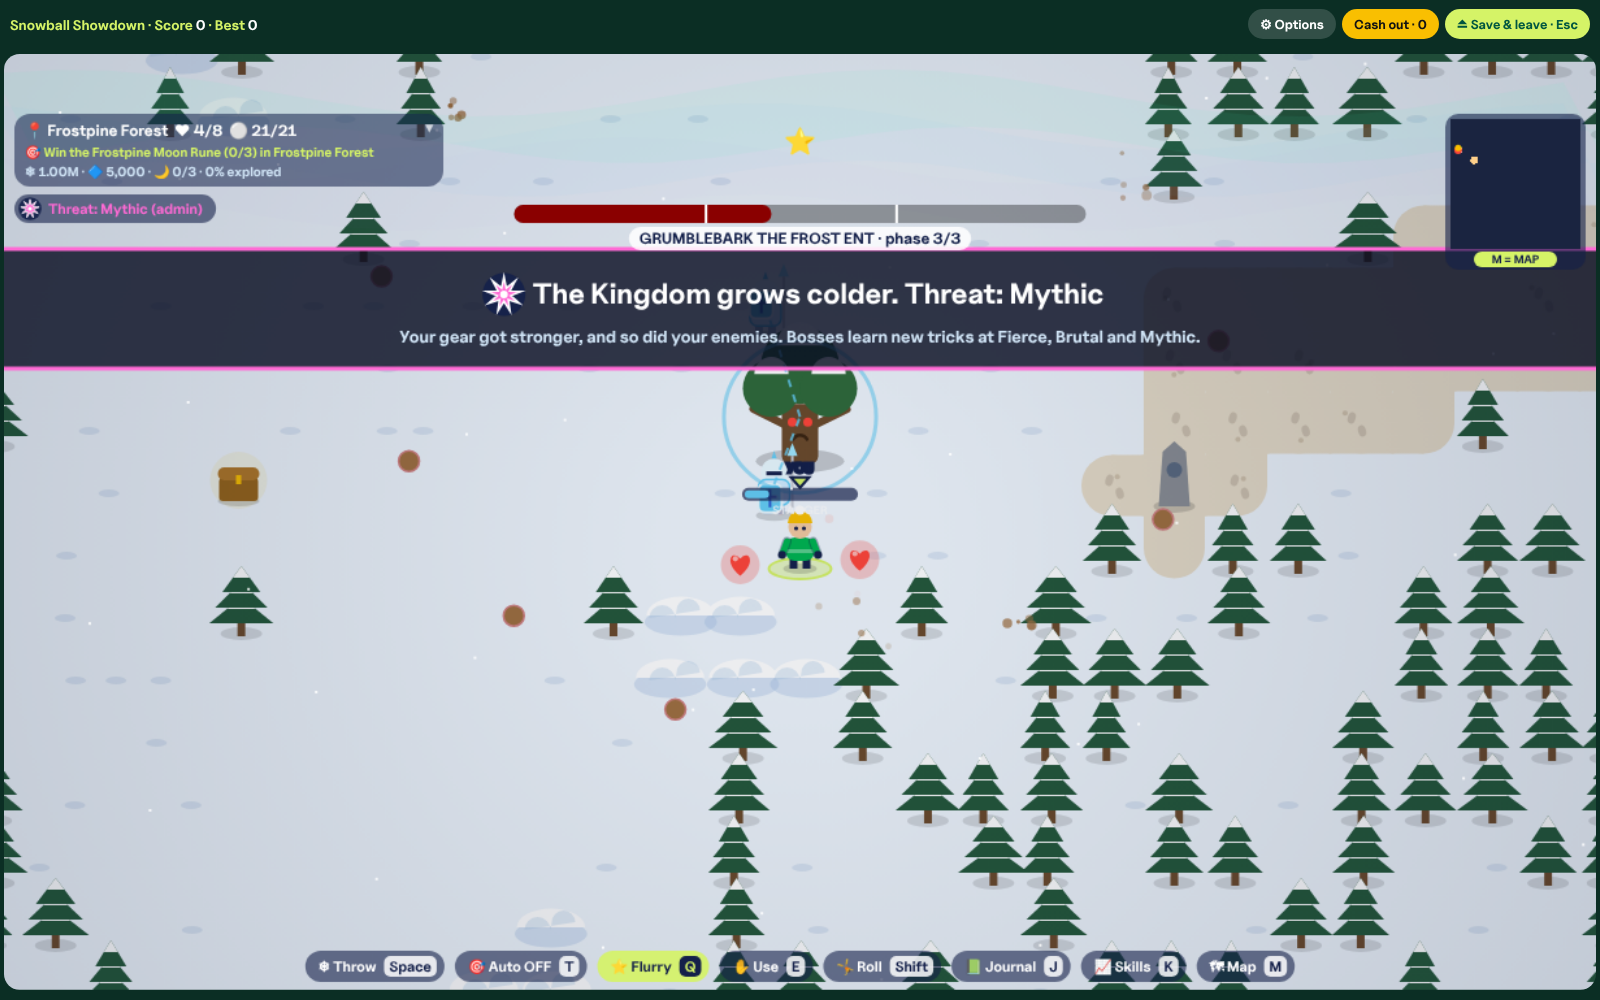 Snowball Showdown · Score 0 · Best 0
⚙ Options
Cash out · 0
⏏ Save & leave · Esc
📍 Frostpine Forest ♥ 4/8 ⚪ 21/21 ▼
🎯 Win the Frostpine Moon Rune (0/3) in Frostpine Forest
❄ 1.00M · 🔷 5,000 · 🌙 0/3 · 0% explored
Threat: Mythic (admin)
GRUMBLEBARK THE FROST ENT · phase 3/3
M = MAP
The Kingdom grows colder. Threat: Mythic
Your gear got stronger, and so did your enemies. Bosses learn new tricks at Fierce, Brutal and Mythic.
❄ Throw Space
🎯 Auto OFF T
⭐ Flurry Q
✋ Use E
🤸 Roll Shift
📗 Journal J
📈 Skills K
🗺 Map M